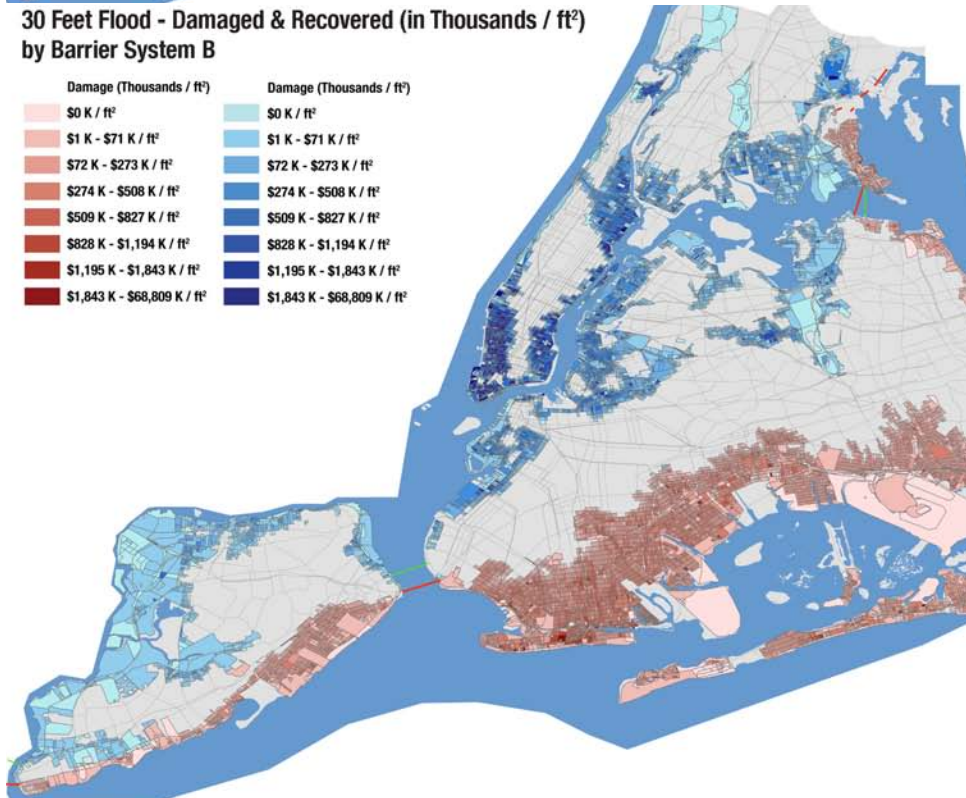 30 Feet Flood - Damaged & Recovered (in Thousands / ft²)
by Barrier System B
Damage (Thousands / ft²)
$0 K / ft²
$1 K - $71 K / ft²
$72 K - $273 K / ft²
$274 K - $508 K / ft²
$509 K - $827 K / ft²
$828 K - $1,194 K / ft²
$1,195 K - $1,843 K / ft²
$1,843 K - $68,809 K / ft²
Damage (Thousands / ft²)
$0 K / ft²
$1 K - $71 K / ft²
$72 K - $273 K / ft²
$274 K - $508 K / ft²
$509 K - $827 K / ft²
$828 K - $1,194 K / ft²
$1,195 K - $1,843 K / ft²
$1,843 K - $68,809 K / ft²